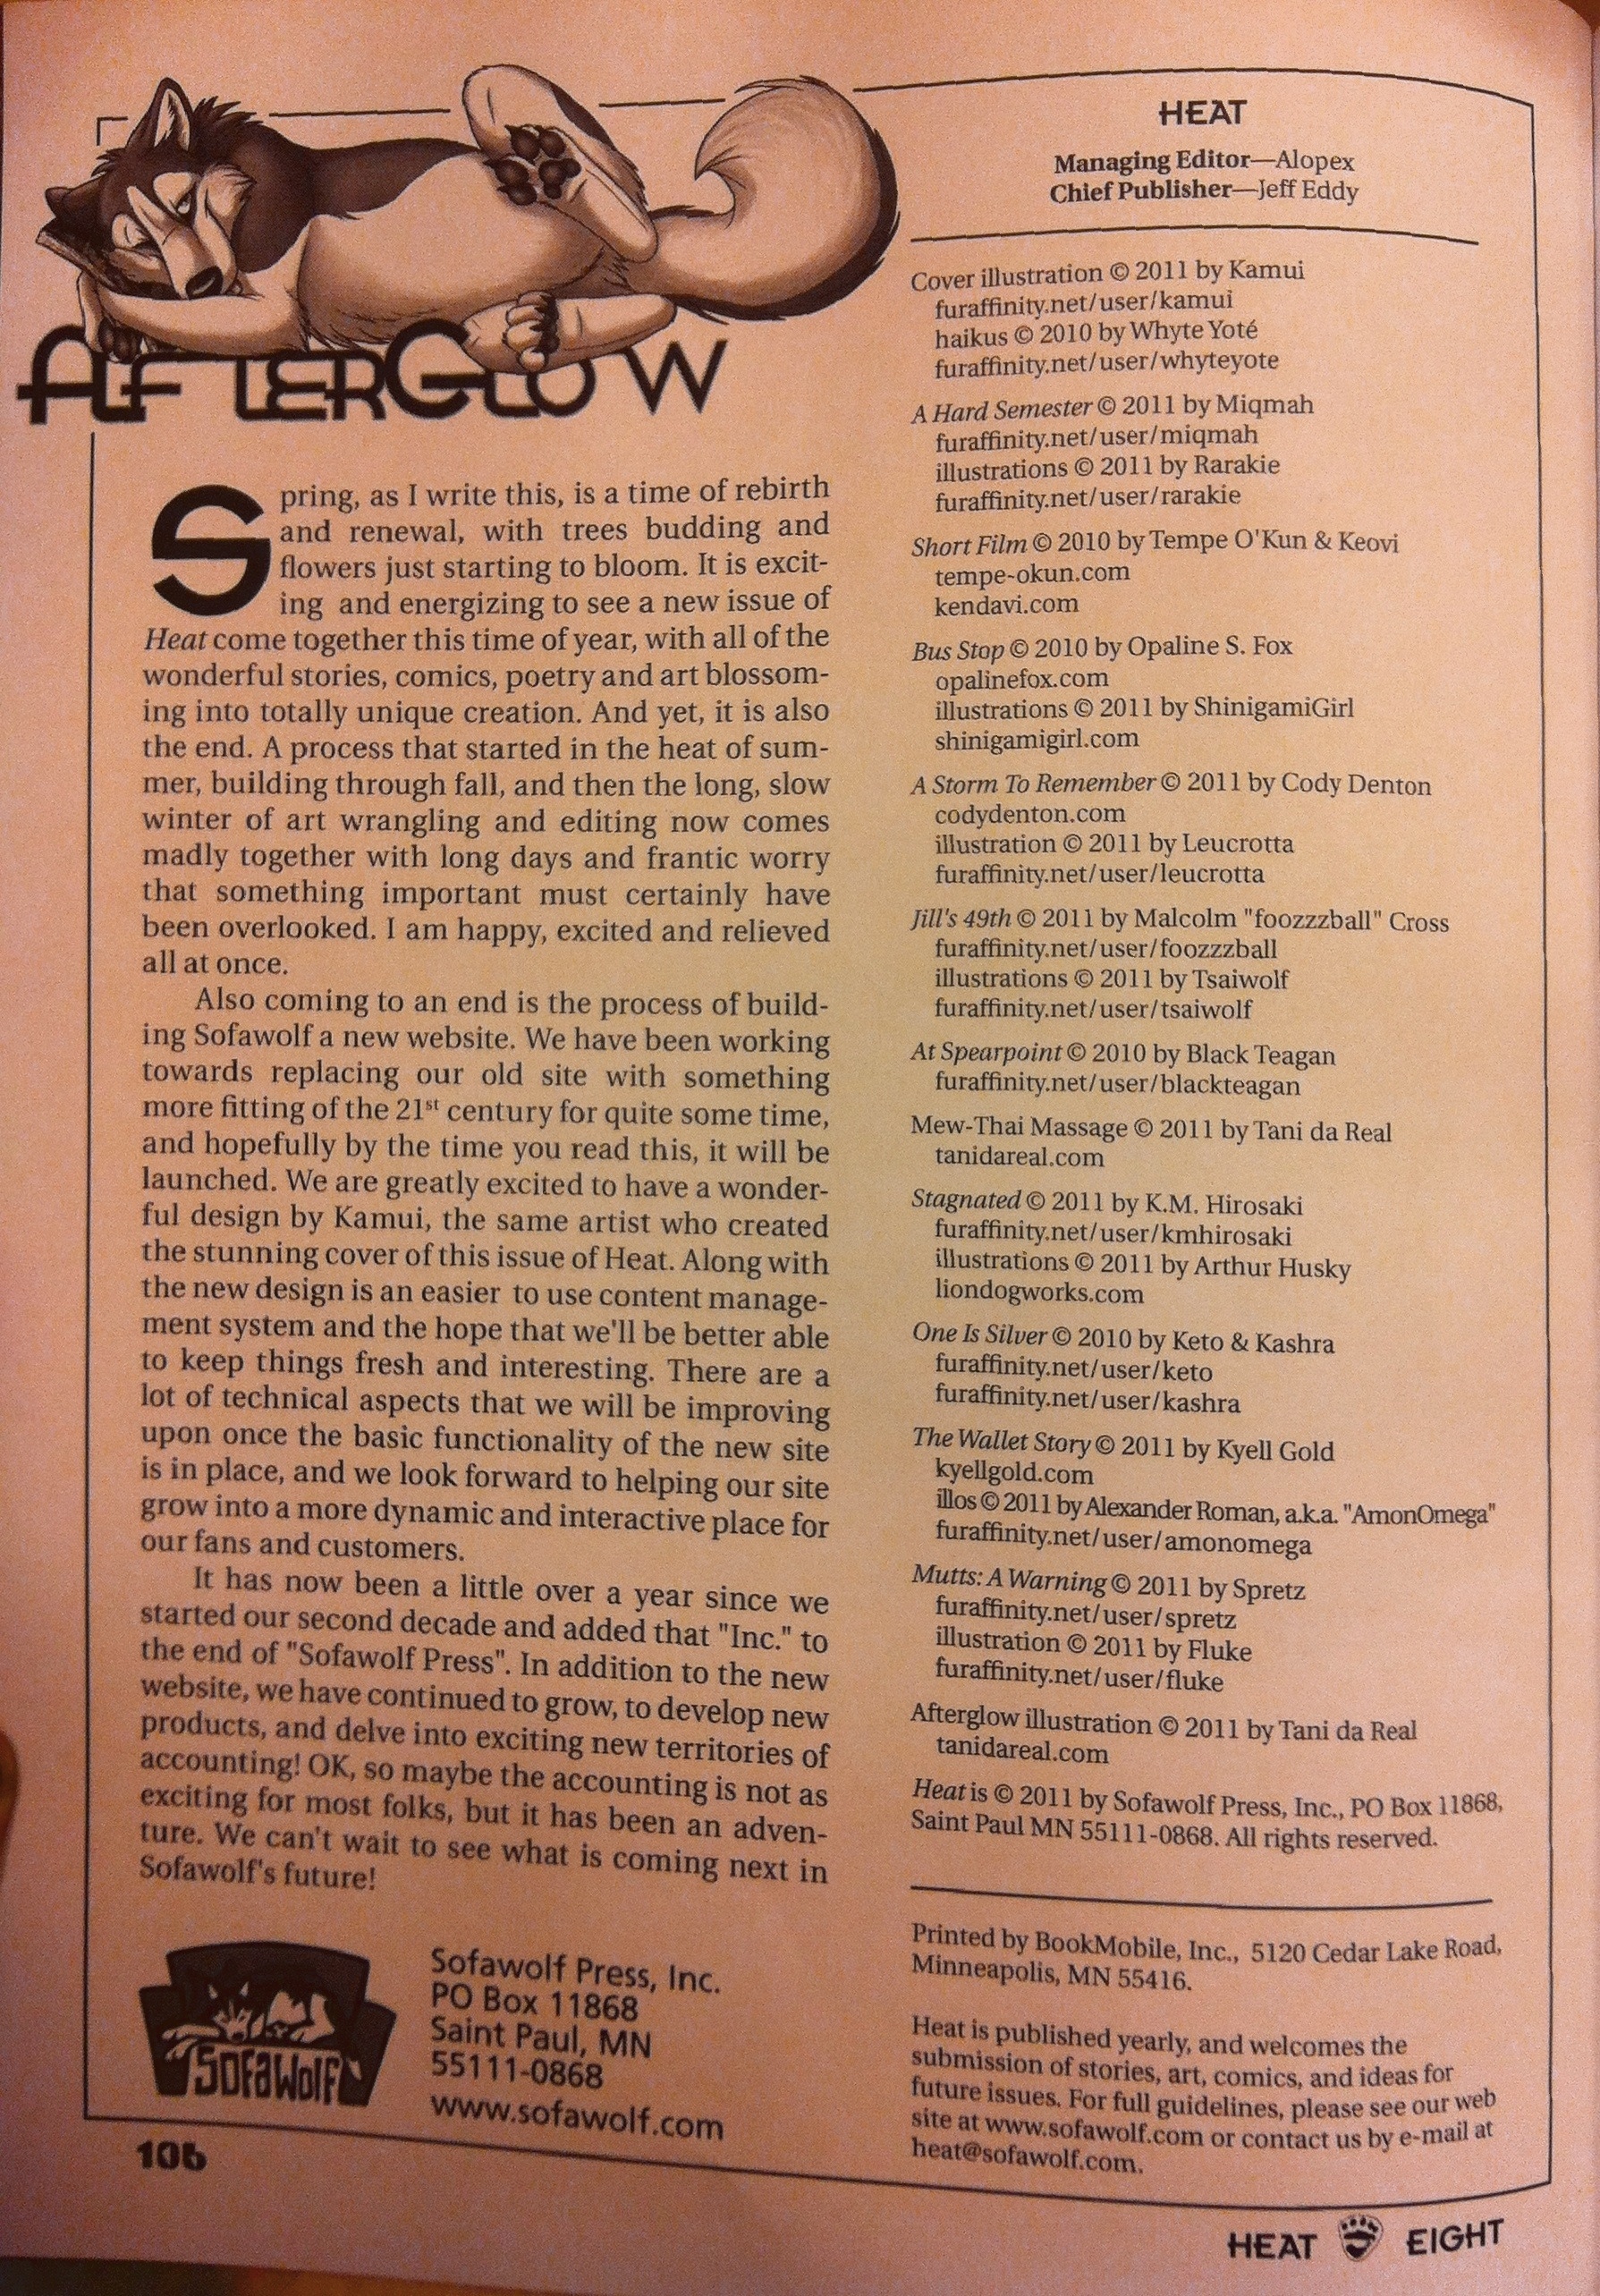 AFTERGLOW
Spring, as I write this, is a time of rebirth
and renewal, with trees budding and
flowers just starting to bloom. It is excit-
ing and energizing to see a new issue of
Heat come together this time of year, with all of the
wonderful stories, comics, poetry and art blossom-
ing into totally unique creation. And yet, it is also
the end. A process that started in the heat of sum-
mer, building through fall, and then the long, slow
winter of art wrangling and editing now comes
madly together with long days and frantic worry
that something important must certainly have
been overlooked. I am happy, excited and relieved
all at once.
Also coming to an end is the process of build-
ing Sofawolf a new website. We have been working
towards replacing our old site with something
more fitting of the 21st century for quite some time,
and hopefully by the time you read this, it will be
launched. We are greatly excited to have a wonder-
ful design by Kamui, the same artist who created
the stunning cover of this issue of Heat. Along with
the new design is an easier to use content manage-
ment system and the hope that we'll be better able
to keep things fresh and interesting. There are a
lot of technical aspects that we will be improving
upon once the basic functionality of the new site
is in place, and we look forward to helping our site
grow into a more dynamic and interactive place for
our fans and customers.
It has now been a little over a year since we
started our second decade and added that "Inc." to
the end of "Sofawolf Press". In addition to the new
website, we have continued to grow, to develop new
products, and delve into exciting new territories of
accounting! OK, so maybe the accounting is not as
exciting for most folks, but it has been an adven-
ture. We can't wait to see what is coming next in
Sofawolf's future!
SOFAWOLF
Sofawolf Press, Inc.
PO Box 11868
Saint Paul, MN
55111-0868
www.sofawolf.com
106
HEAT
Managing Editor—Alopex
Chief Publisher—Jeff Eddy
Cover illustration © 2011 by Kamui
furaffinity.net/user/kamui
haikus © 2010 by Whyte Yoté
furaffinity.net/user/whyteyote
A Hard Semester © 2011 by Miqmah
furaffinity.net/user/miqmah
illustrations © 2011 by Rarakie
furaffinity.net/user/rarakie
Short Film © 2010 by Tempe O'Kun & Keovi
tempe-okun.com
kendavi.com
Bus Stop © 2010 by Opaline S. Fox
opalinefox.com
illustrations © 2011 by ShinigamiGirl
shinigamigirl.com
A Storm To Remember © 2011 by Cody Denton
codydenton.com
illustration © 2011 by Leucrotta
furaffinity.net/user/leucrotta
Jill's 49th © 2011 by Malcolm "foozzzball" Cross
furaffinity.net/user/foozzzball
illustrations © 2011 by Tsaiwolf
furaffinity.net/user/tsaiwolf
At Spearpoint © 2010 by Black Teagan
furaffinity.net/user/blackteagan
Mew-Thai Massage © 2011 by Tani da Real
tanidareal.com
Stagnated © 2011 by K.M. Hirosaki
furaffinity.net/user/kmhirosaki
illustrations © 2011 by Arthur Husky
liondogworks.com
One Is Silver © 2010 by Keto & Kashra
furaffinity.net/user/keto
furaffinity.net/user/kashra
The Wallet Story © 2011 by Kyell Gold
kyellgold.com
illos © 2011 by Alexander Roman, a.k.a. "AmonOmega"
furaffinity.net/user/amonomega
Mutts: A Warning © 2011 by Spretz
furaffinity.net/user/spretz
illustration © 2011 by Fluke
furaffinity.net/user/fluke
Afterglow illustration © 2011 by Tani da Real
tanidareal.com
Heat is © 2011 by Sofawolf Press, Inc., PO Box 11868,
Saint Paul MN 55111-0868. All rights reserved.
Printed by BookMobile, Inc., 5120 Cedar Lake Road,
Minneapolis, MN 55416.
Heat is published yearly, and welcomes the
submission of stories, art, comics, and ideas for
future issues. For full guidelines, please see our web
site at www.sofawolf.com or contact us by e-mail at
heat@sofawolf.com.
HEAT EIGHT